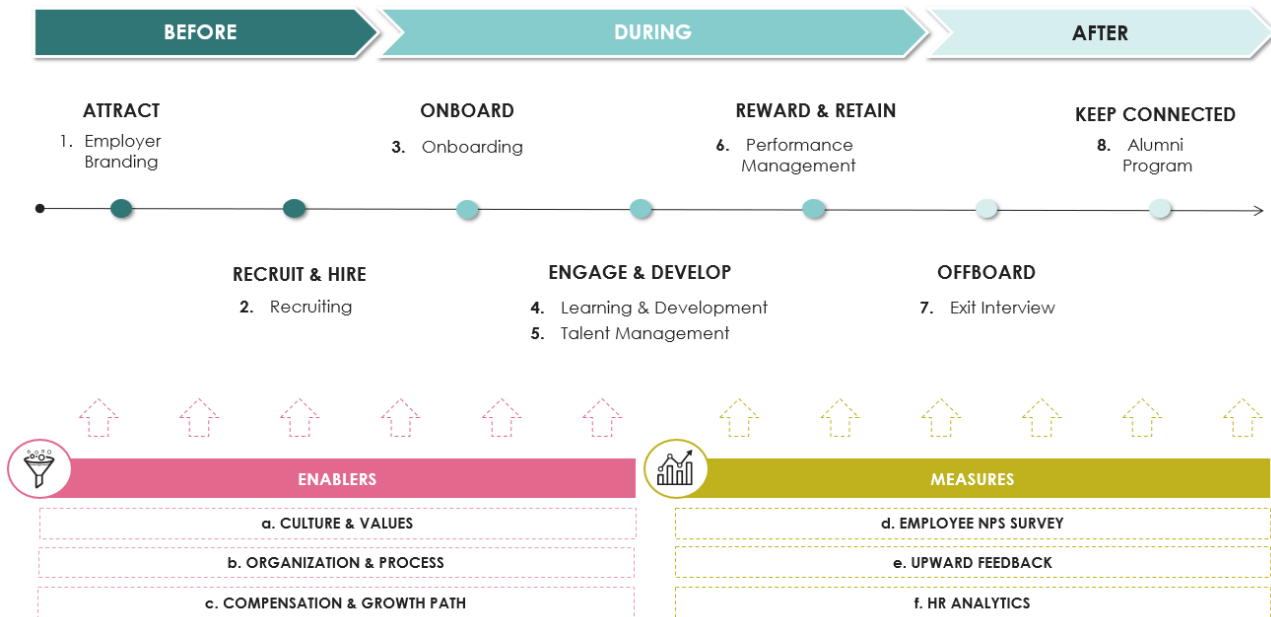 BEFORE
DURING
AFTER
ATTRACT
1. Employer
Branding
ONBOARD
3. Onboarding
REWARD & RETAIN
6. Performance
Management
KEEP CONNECTED
8. Alumni
Program
RECRUIT & HIRE
2. Recruiting
ENGAGE & DEVELOP
4. Learning & Development
5. Talent Management
OFFBOARD
7. Exit Interview
ENABLERS
a. CULTURE & VALUES
b. ORGANIZATION & PROCESS
c. COMPENSATION & GROWTH PATH
MEASURES
d. EMPLOYEE NPS SURVEY
e. UPWARD FEEDBACK
f. HR ANALYTICS